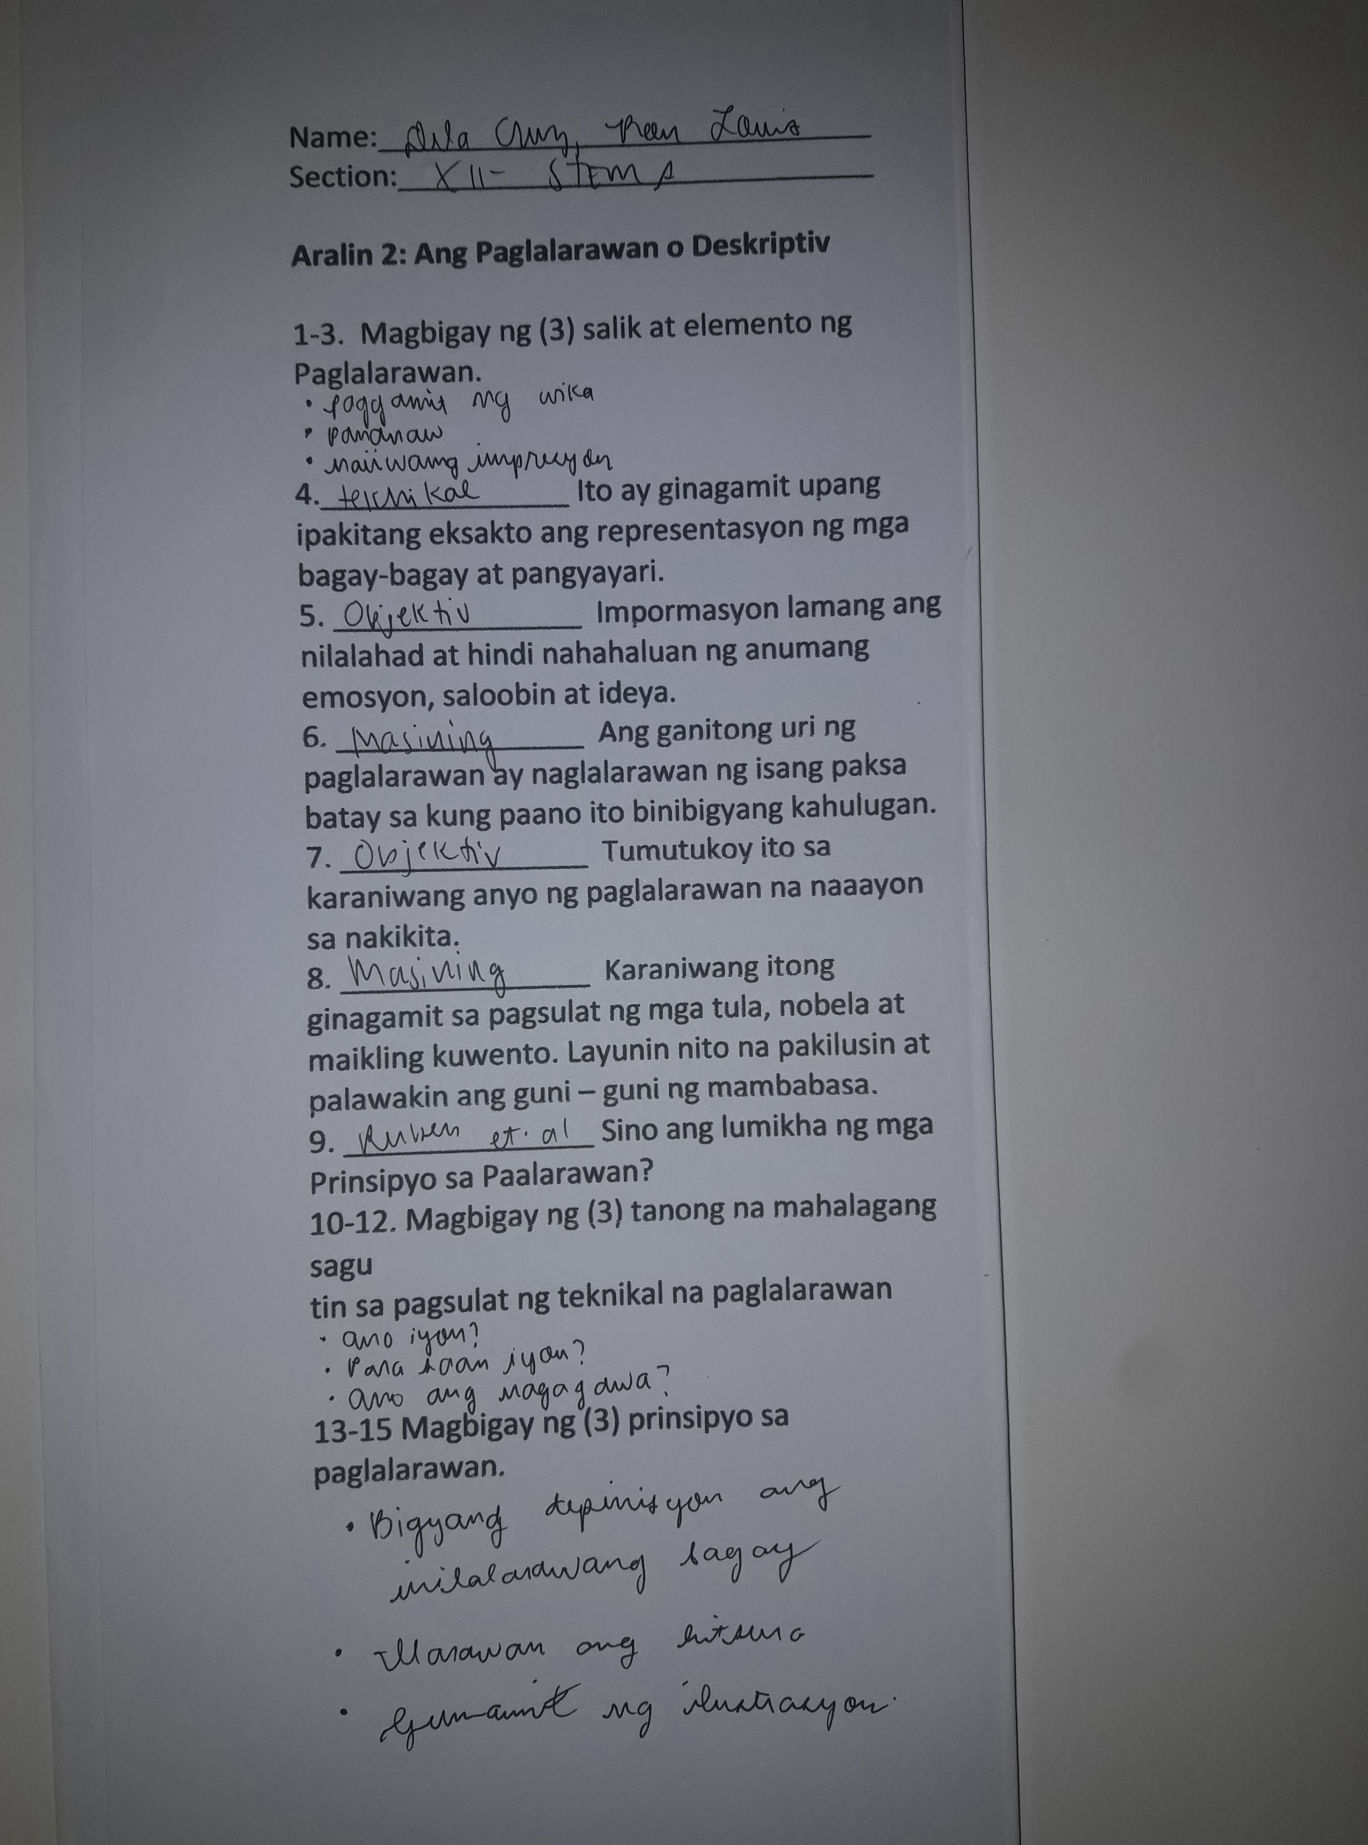 Name: Dela Cruz, Reen Louis
Section: XII- STEM A
Aralin 2: Ang Paglalarawan o Deskriptiv
1-3. Magbigay ng (3) salik at elemento ng
Paglalarawan.
• paggamit ng wika
• pananaw
• naiiwang impresyon
4. teknikal Ito ay ginagamit upang
ipakitang eksakto ang representasyon ng mga
bagay-bagay at pangyayari.
5. Objektiv Impormasyon lamang ang
nilalahad at hindi nahahaluan ng anumang
emosyon, saloobin at ideya.
6. Masining Ang ganitong uri ng
paglalarawan ay naglalarawan ng isang paksa
batay sa kung paano ito binibigyang kahulugan.
7. Objektiv Tumutukoy ito sa
karaniwang anyo ng paglalarawan na naaayon
sa nakikita.
8. Masining Karaniwang itong
ginagamit sa pagsulat ng mga tula, nobela at
maikling kuwento. Layunin nito na pakilusin at
palawakin ang guni – guni ng mambabasa.
9. Ruben et. al Sino ang lumikha ng mga
Prinsipyo sa Paalarawan?
10-12. Magbigay ng (3) tanong na mahalagang
sagu
tin sa pagsulat ng teknikal na paglalarawan
• ano iyon?
• Para saan iyon?
• ano ang nagagawa?
13-15 Magbigay ng (3) prinsipyo sa
paglalarawan.
• Bigyang depinisyon ang
inilalarawang bagay
• Ilarawan ang hitsura
• Gumamit ng ilustrasyon.